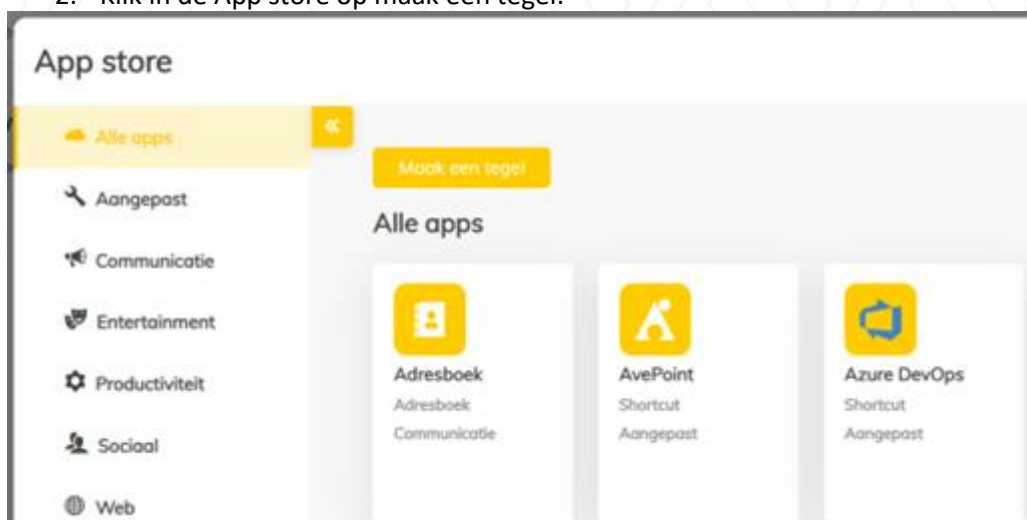 2. Klik in de App store op maak een tegel.
App store
Alle apps
Aangepast
Communicatie
Entertainment
Productiviteit
Sociaal
Web
Maak een tegel
Alle apps
Adresboek
Adresboek
Communicatie
AvePoint
Shortcut
Aangepast
Azure DevOps
Shortcut
Aangepast